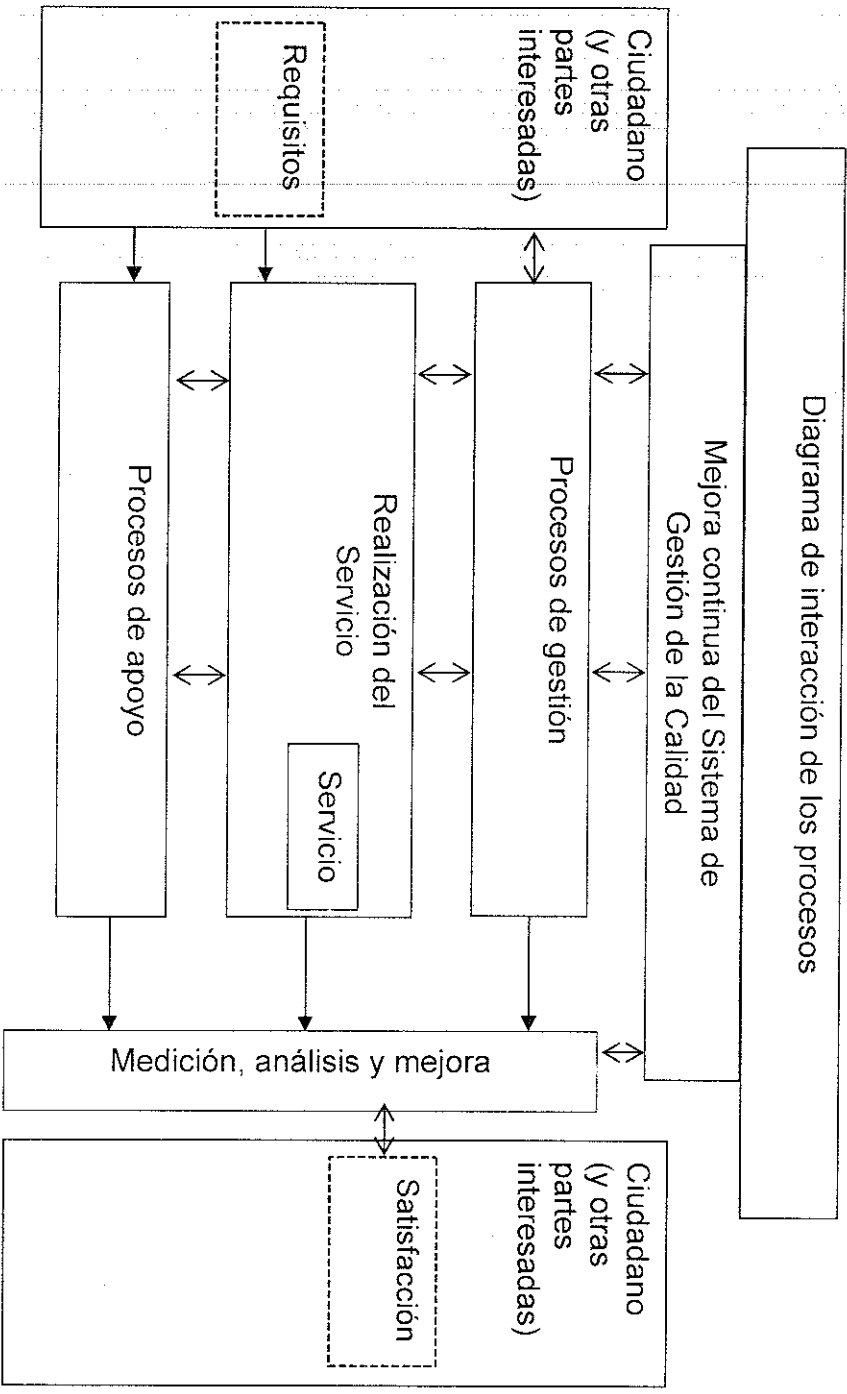 Diagrama de interacción de los procesos
Mejora continua del Sistema de
Gestión de la Calidad
Ciudadano
(y otras
partes
interesadas)
Requisitos
Procesos de gestión
Realización del
Servicio
Servicio
Procesos de apoyo
Medición, análisis y mejora
Ciudadano
(y otras
partes
interesadas)
Satisfacción